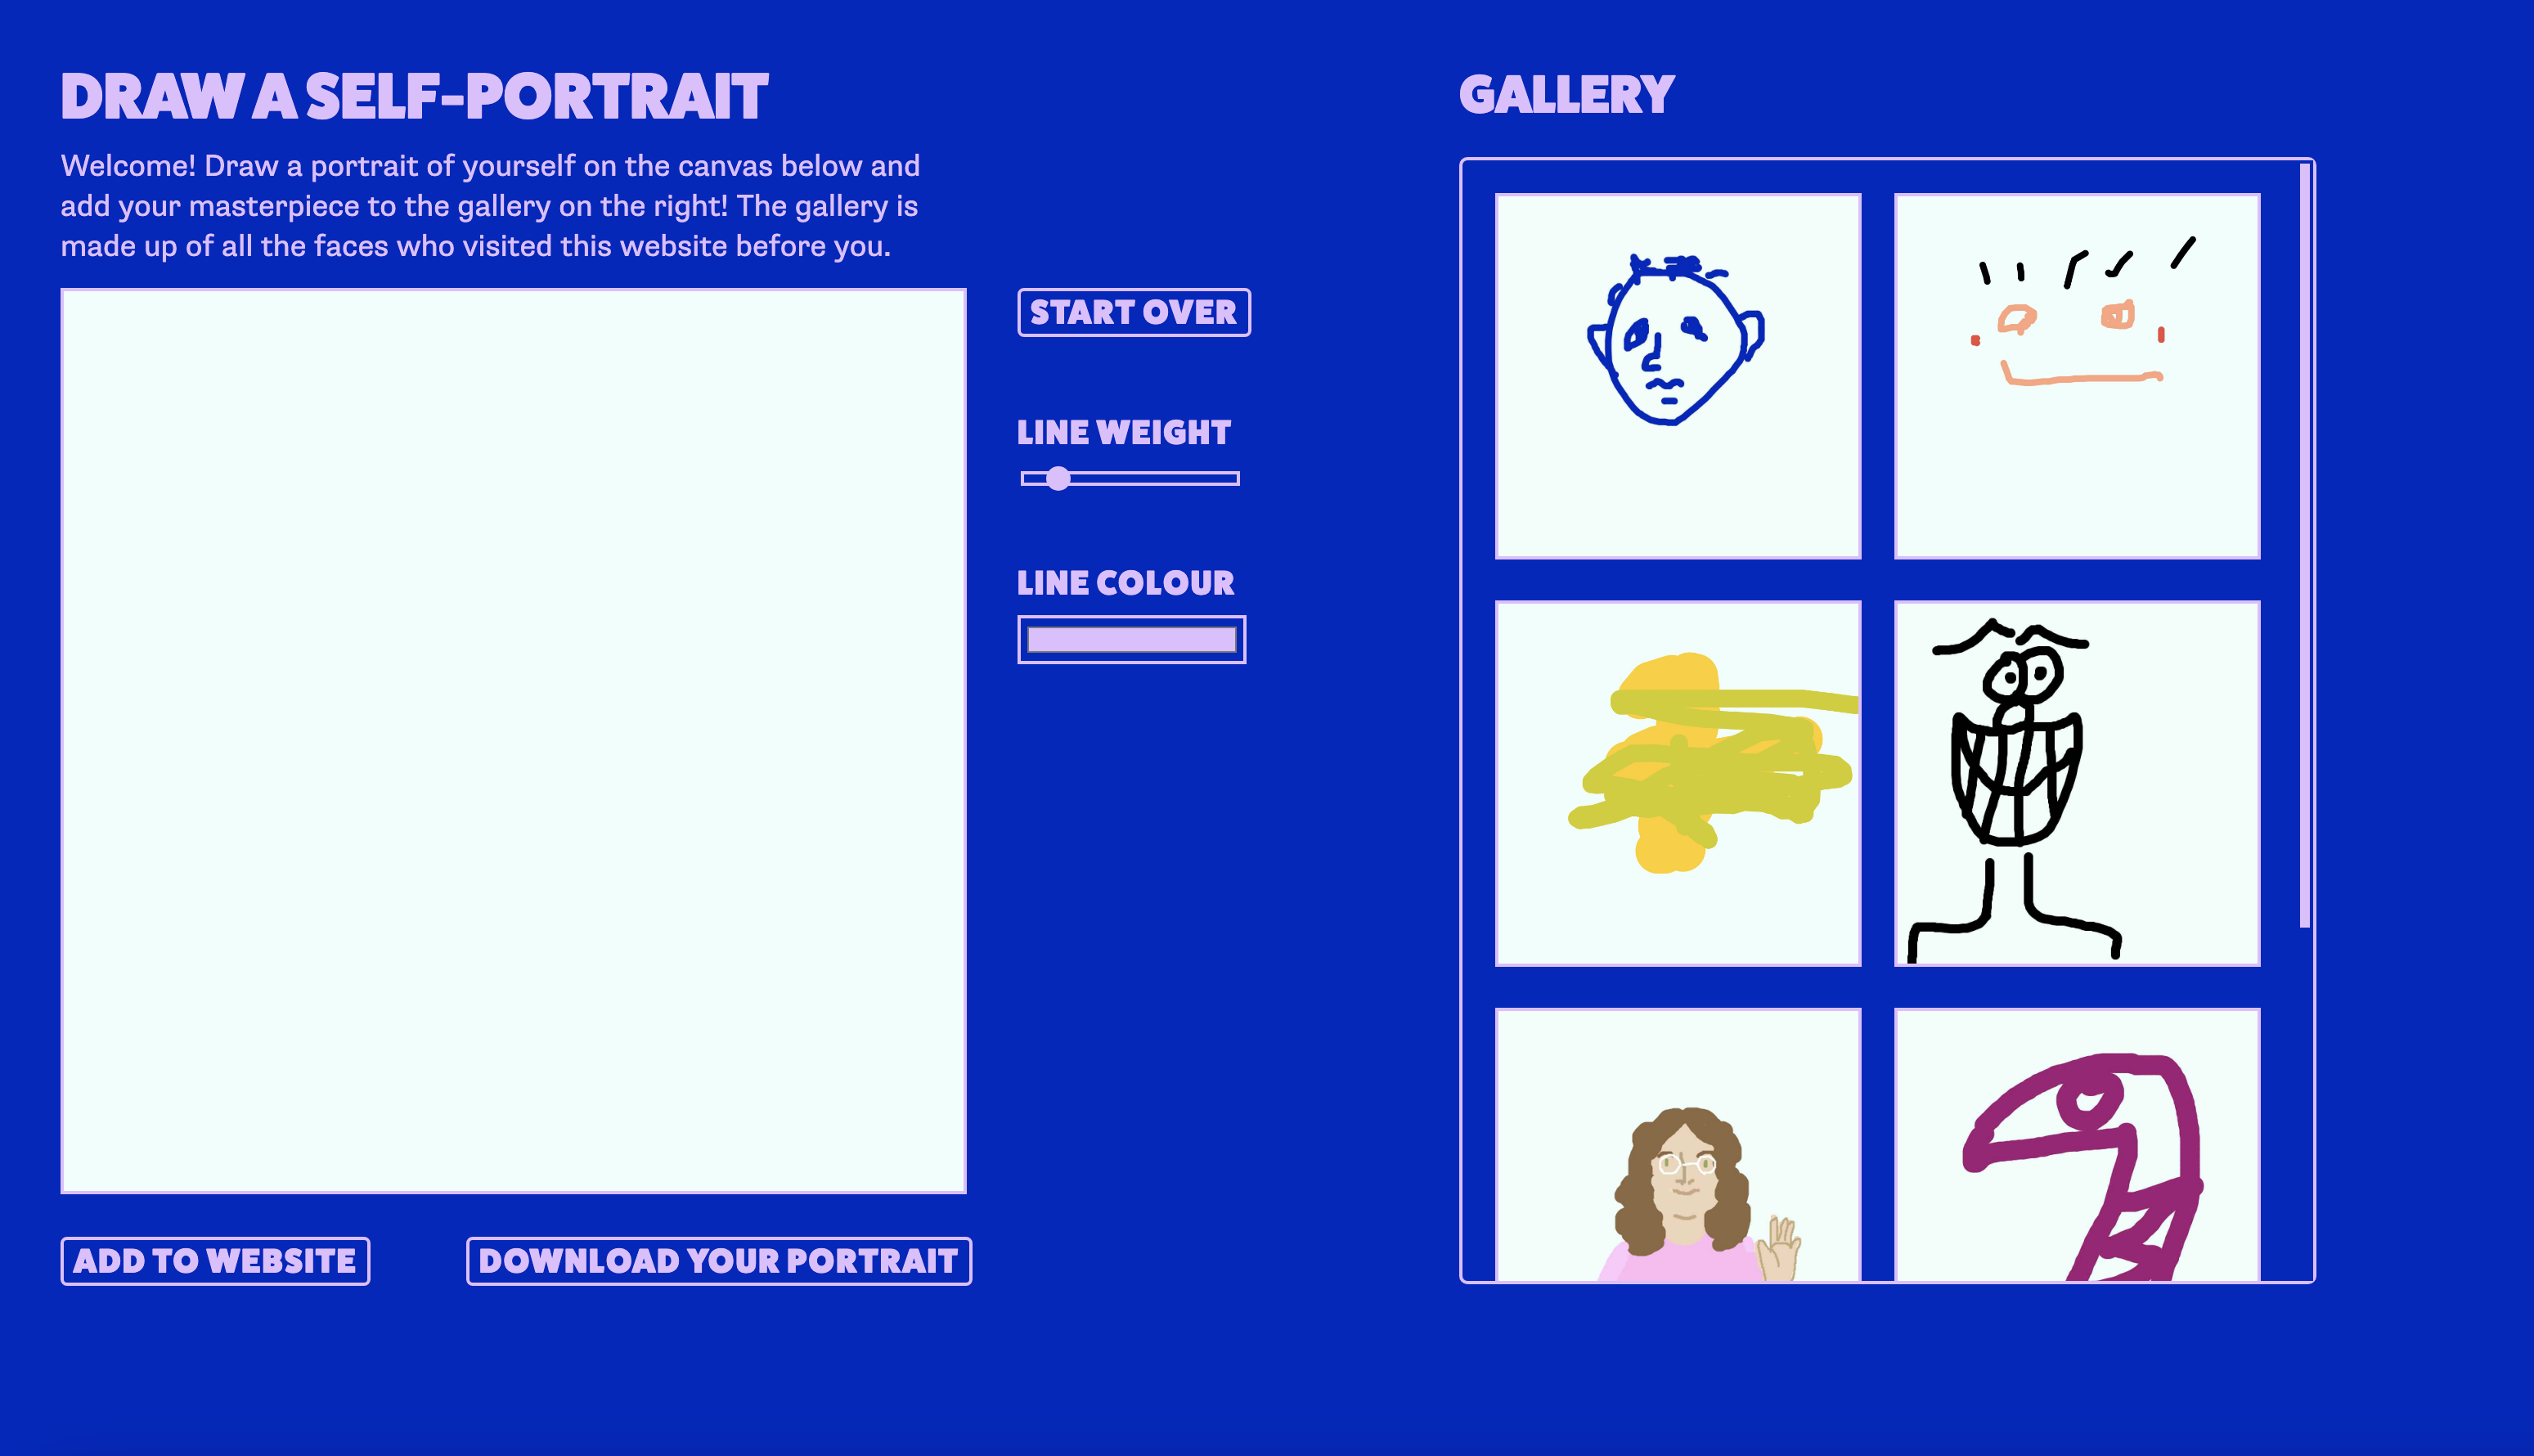 DRAW A SELF-PORTRAIT
Welcome! Draw a portrait of yourself on the canvas below and
add your masterpiece to the gallery on the right! The gallery is
made up of all the faces who visited this website before you.
START OVER
LINE WEIGHT
LINE COLOUR
ADD TO WEBSITE
DOWNLOAD YOUR PORTRAIT
GALLERY